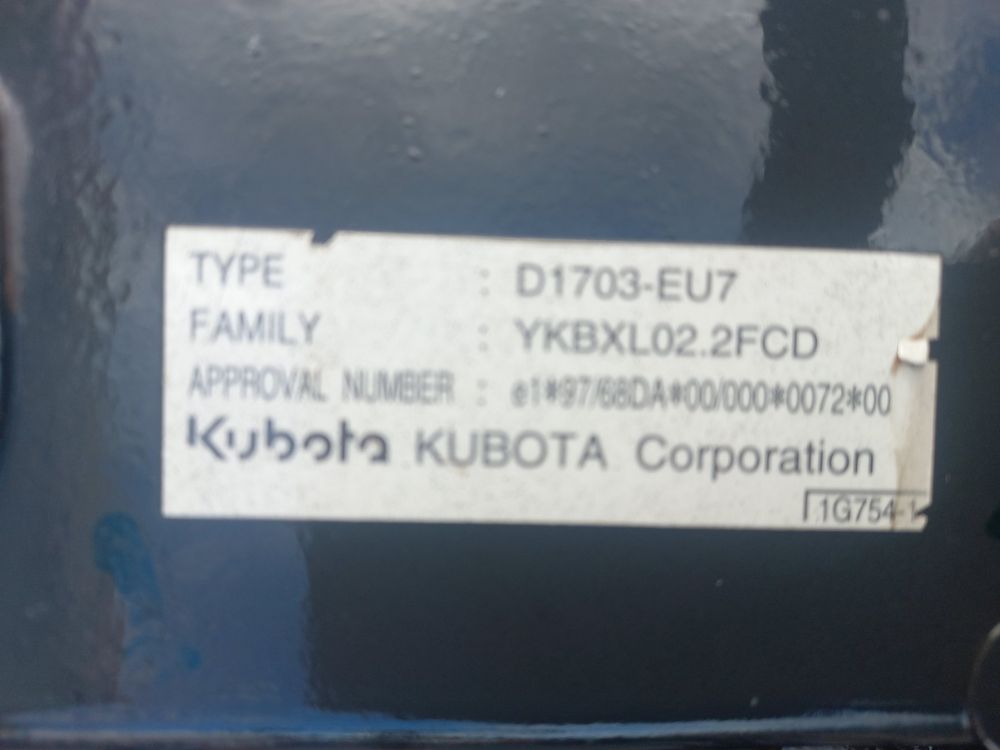 TYPE : D1703-EU7
FAMILY : YKBXL02.2FCD
APPROVAL NUMBER : e1*97/68DA*00/000*0072*00
Kubota KUBOTA Corporation
1G754-1